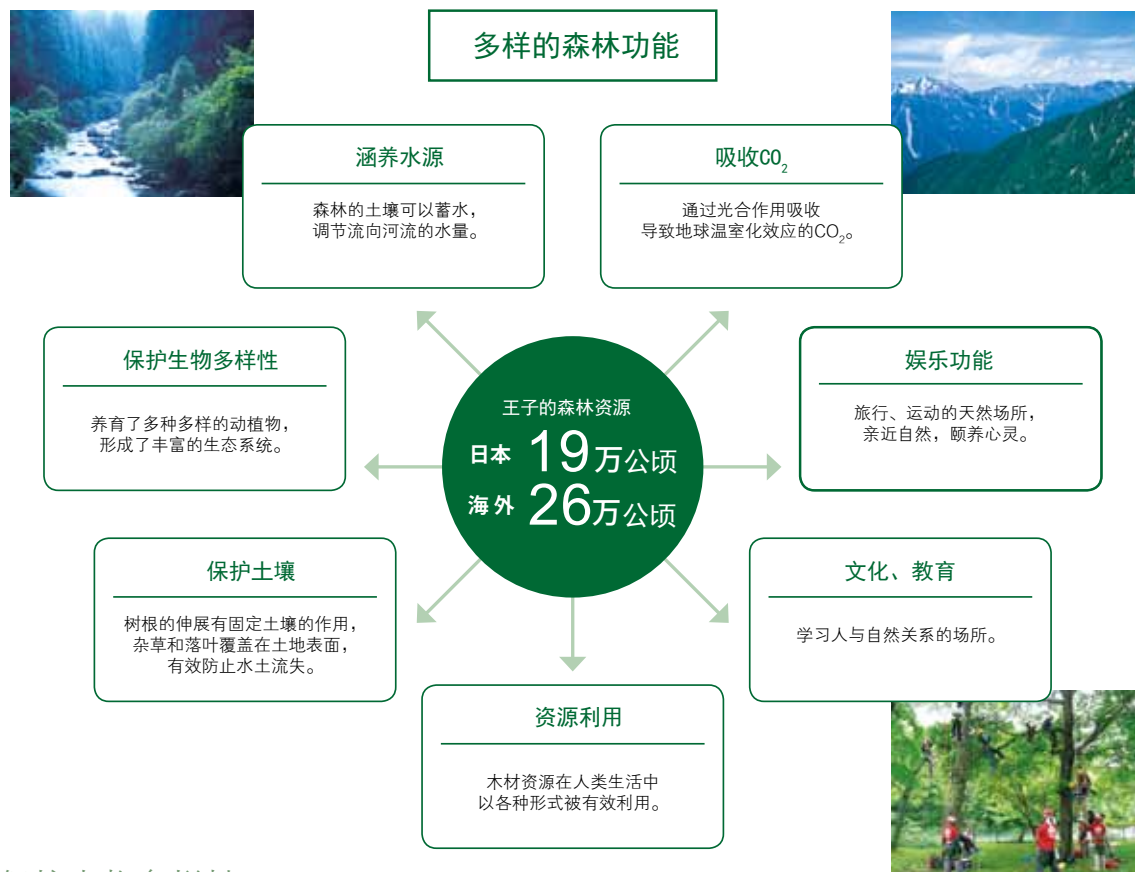 多样的森林功能
涵养水源
森林的土壤可以蓄水，
调节流向河流的水量。
吸收CO₂
通过光合作用吸收
导致地球温室化效应的CO₂。
保护生物多样性
养育了多种多样的动植物，
形成了丰富的生态系统。
王子的森林资源
日本 19万公顷
海外 26万公顷
娱乐功能
旅行、运动的天然场所，
亲近自然，颐养心灵。
保护土壤
树根的伸展有固定土壤的作用，
杂草和落叶覆盖在土地表面，
有效防止水土流失。
文化、教育
学习人与自然关系的场所。
资源利用
木材资源在人类生活中
以各种形式被有效利用。